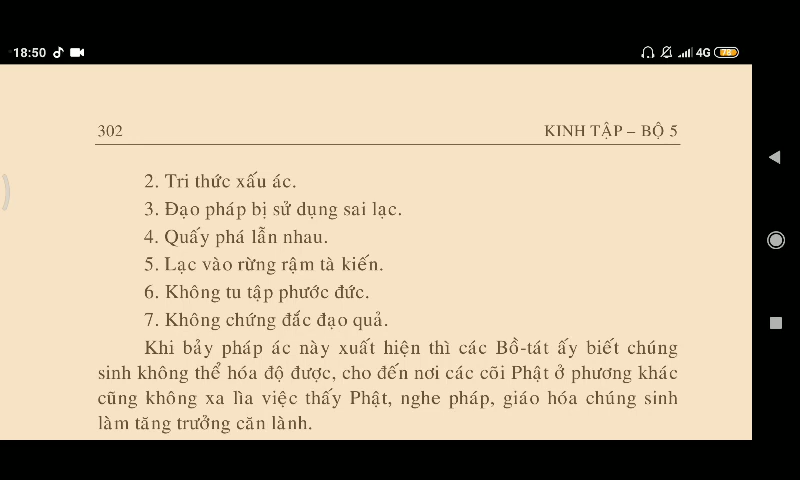 18:50
4G
78
302 KINH TẬP – BỘ 5
2. Tri thức xấu ác.
3. Đạo pháp bị sử dụng sai lạc.
4. Quấy phá lẫn nhau.
5. Lạc vào rừng rậm tà kiến.
6. Không tu tập phước đức.
7. Không chứng đắc đạo quả.
Khi bảy pháp ác này xuất hiện thì các Bồ-tát ấy biết chúng
sinh không thể hóa độ được, cho đến nơi các cõi Phật ở phương khác
cũng không xa lìa việc thấy Phật, nghe pháp, giáo hóa chúng sinh
làm tăng trưởng căn lành.